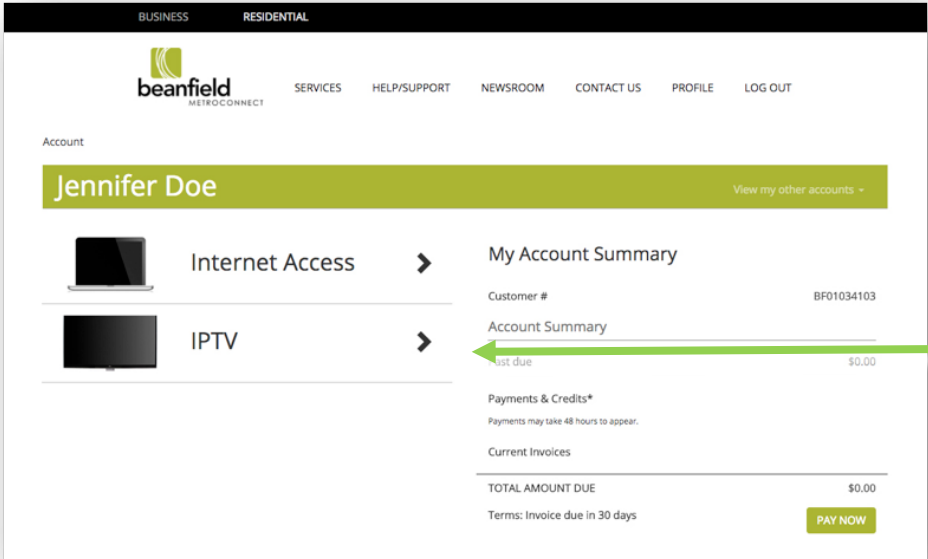 BUSINESS RESIDENTIAL
beanfield
METROCONNECT
SERVICES HELP/SUPPORT NEWSROOM CONTACT US PROFILE LOG OUT
Account
Jennifer Doe
View my other accounts
Internet Access
IPTV
My Account Summary
Customer # BF01034103
Account Summary
Past due $0.00
Payments & Credits*
Payments may take 48 hours to appear.
Current Invoices
TOTAL AMOUNT DUE $0.00
Terms: Invoice due in 30 days
PAY NOW